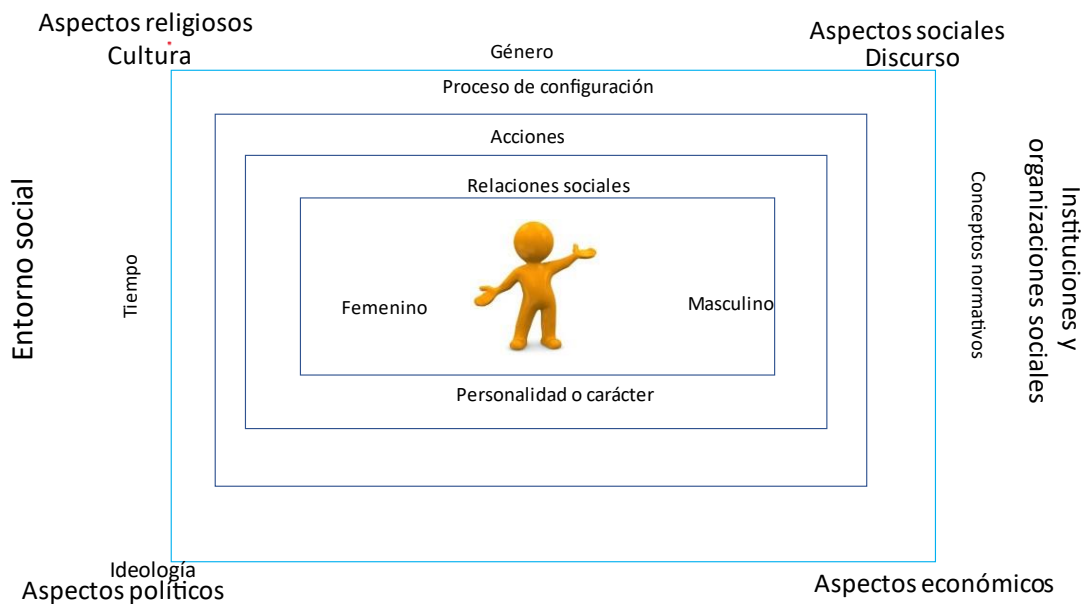 Aspectos religiosos
Cultura
Género
Aspectos sociales
Discurso
Proceso de configuración
Acciones
Relaciones sociales
Entorno social
Tiempo
Femenino
Masculino
Conceptos normativos
Instituciones y
organizaciones sociales
Personalidad o carácter
Ideología
Aspectos políticos
Aspectos económicos